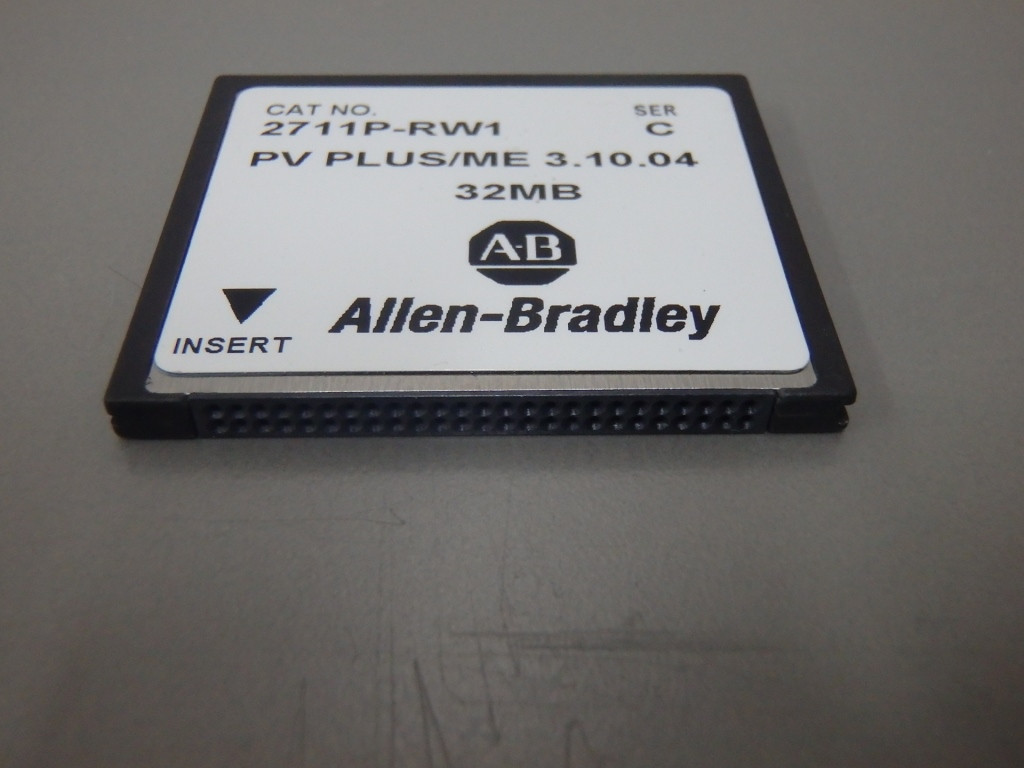 CAT NO. SER
2711P-RW1 C
PV PLUS/ME 3.10.04
32MB
A-B
Allen-Bradley
INSERT